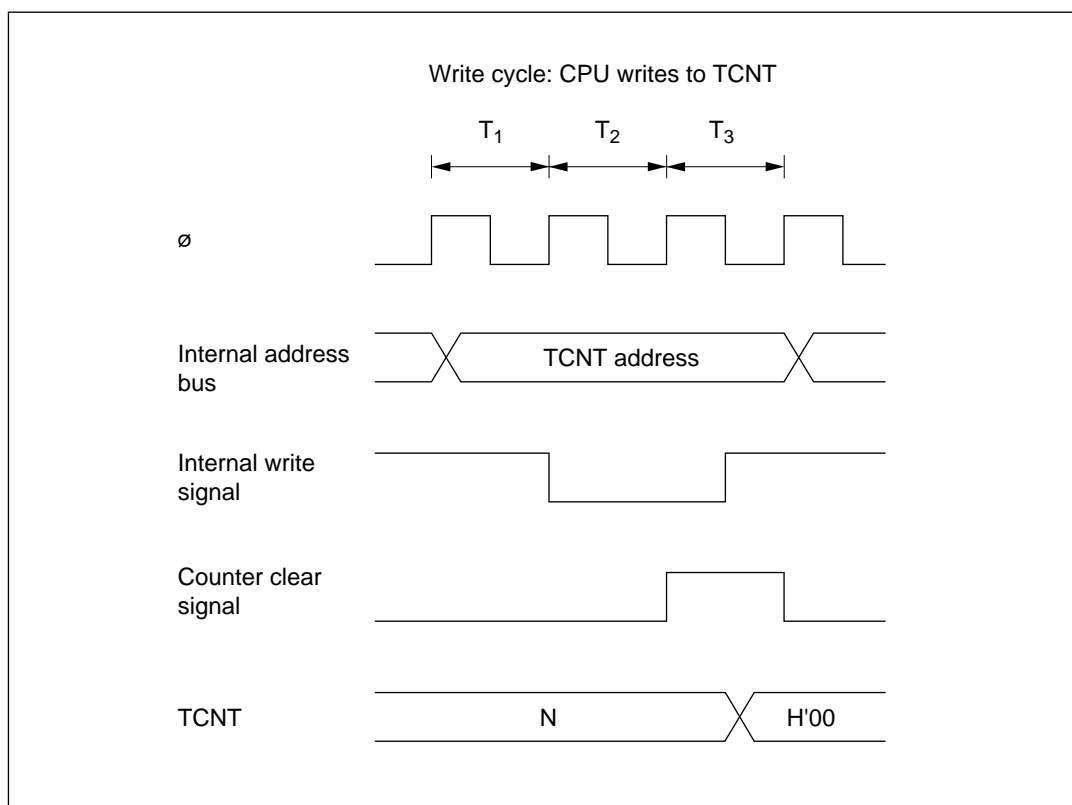 Write cycle: CPU writes to TCNT
T1 T2 T3
ø
Internal address
bus
TCNT address
Internal write
signal
Counter clear
signal
TCNT
N
H'00